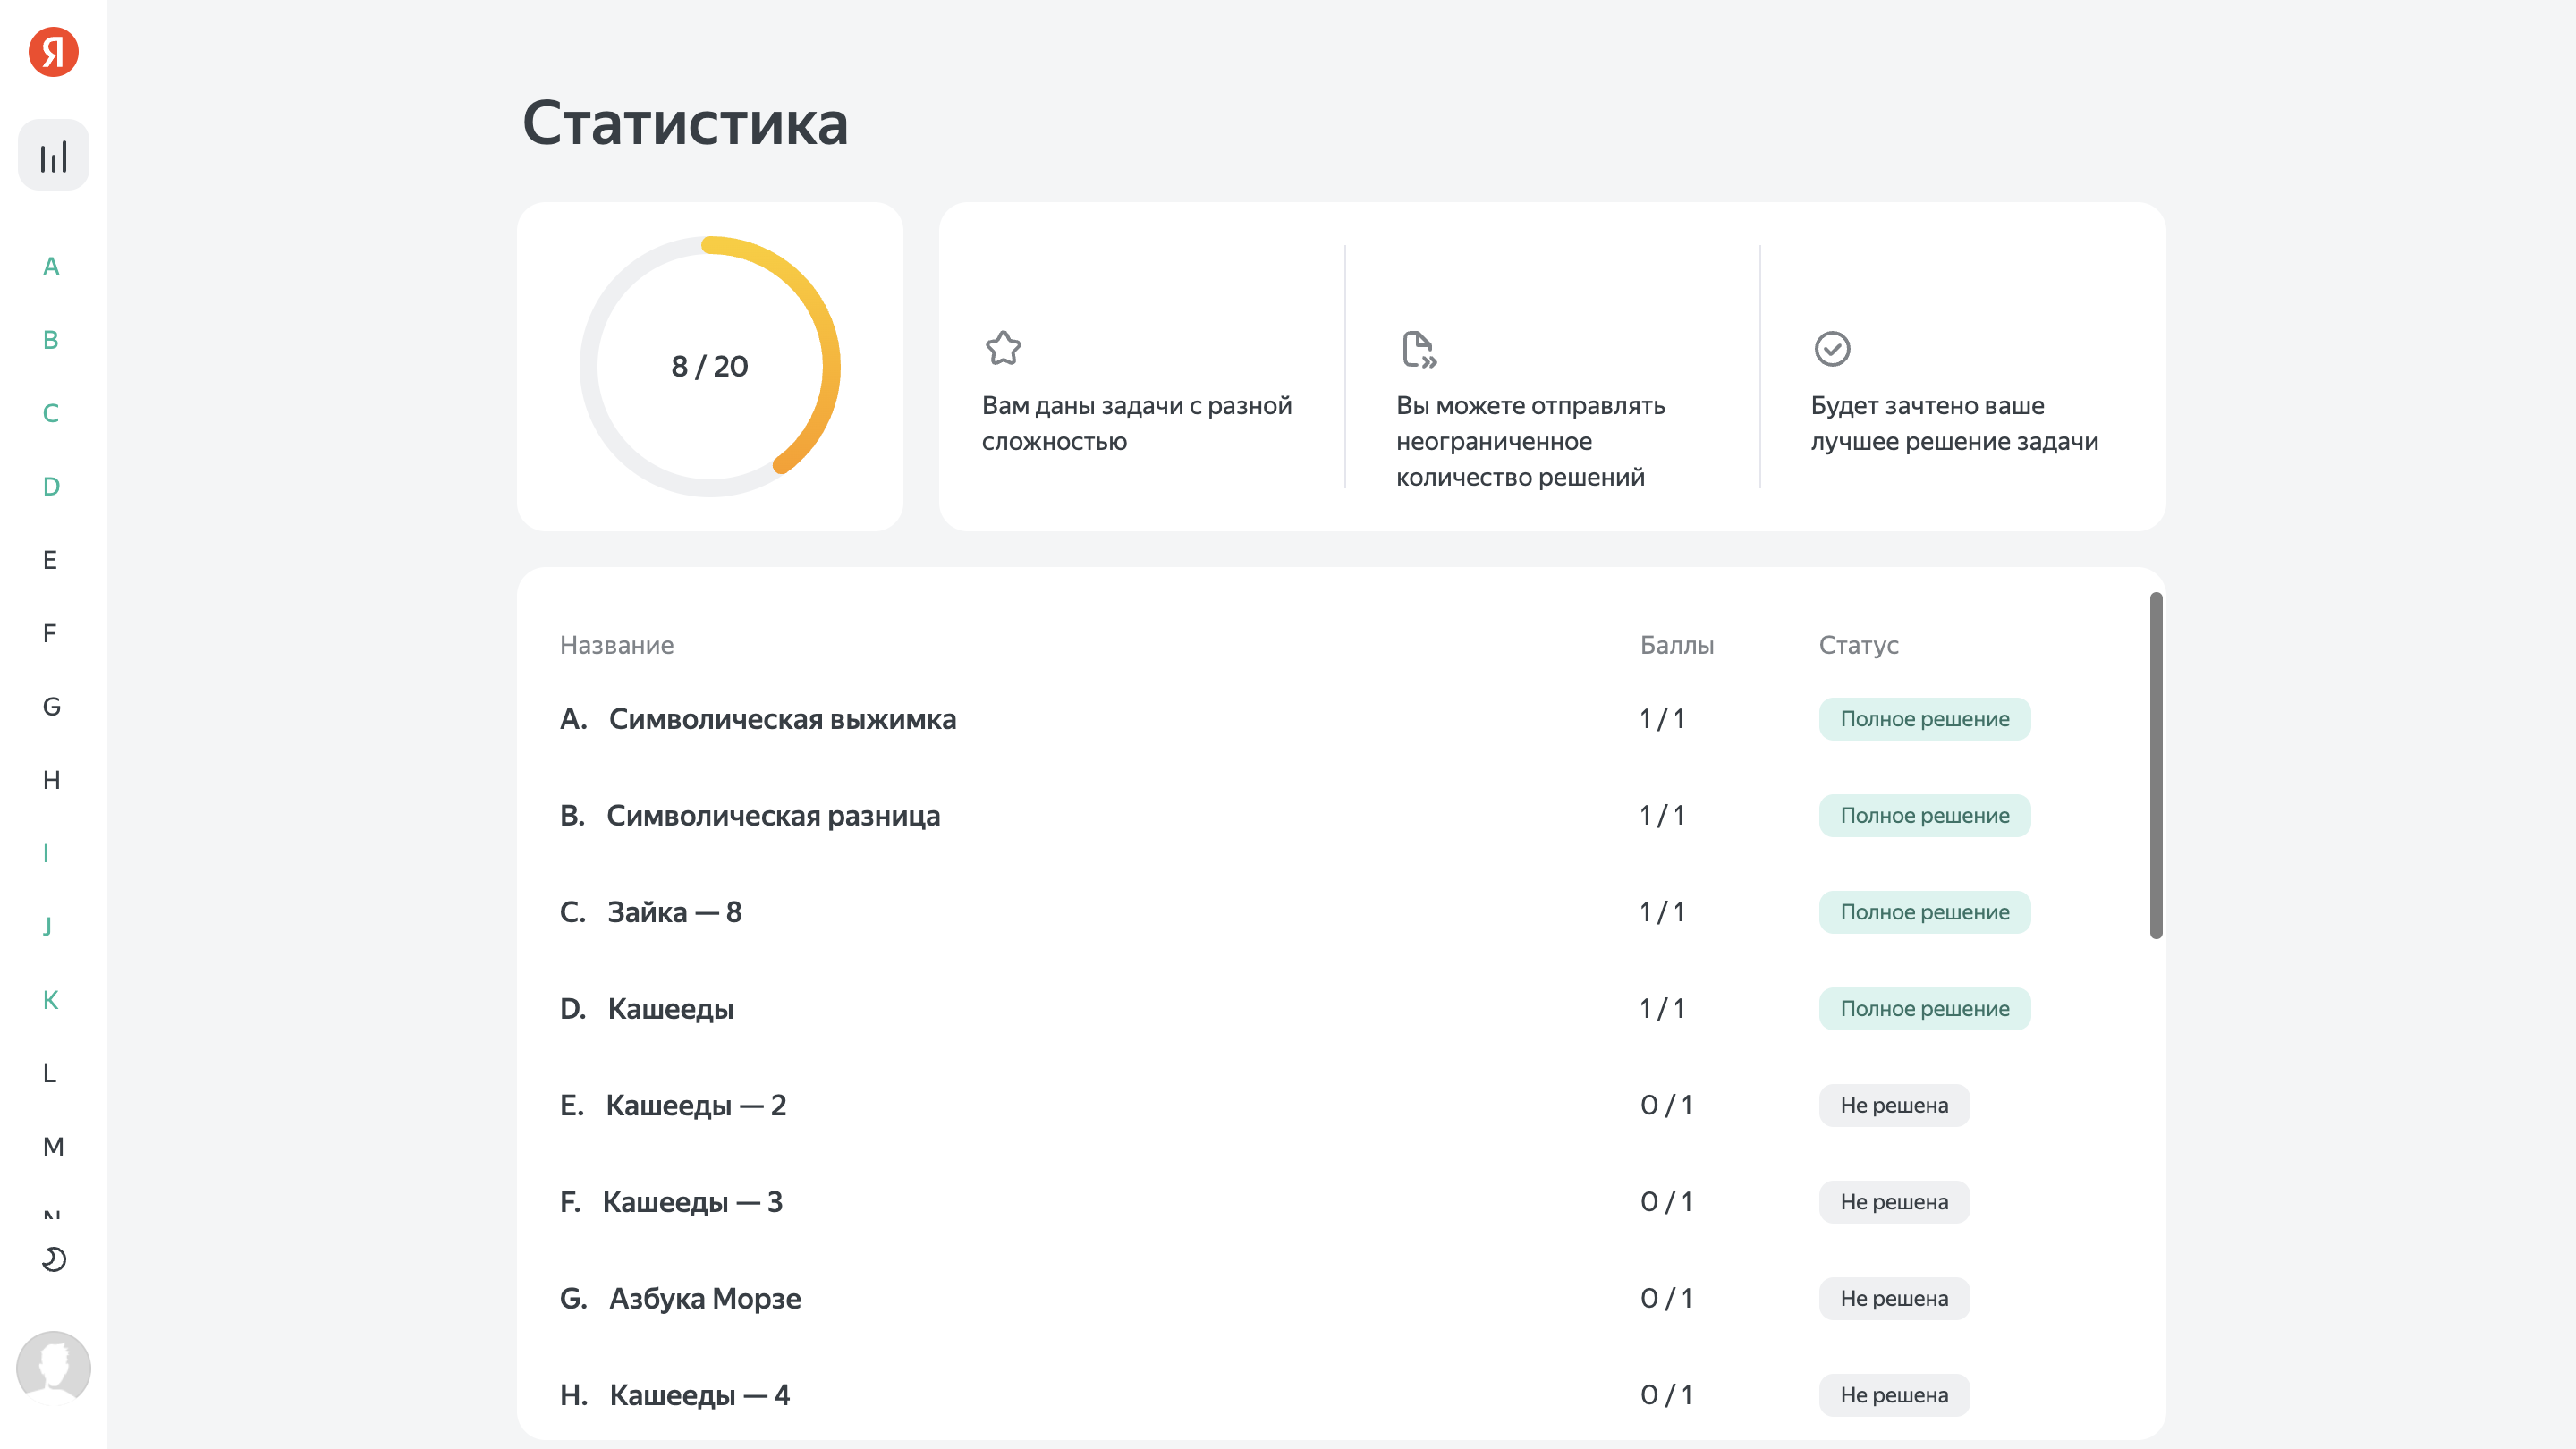 Я
A
B
C
D
E
F
G
H
I
J
K
L
M
N
Статистика
8 / 20
Вам даны задачи с разной
сложностью
Вы можете отправлять
неограниченное
количество решений
Будет зачтено ваше
лучшее решение задачи
Название Баллы Статус
A. Символическая выжимка 1 / 1 Полное решение
B. Символическая разница 1 / 1 Полное решение
C. Зайка — 8 1 / 1 Полное решение
D. Кашееды 1 / 1 Полное решение
E. Кашееды — 2 0 / 1 Не решена
F. Кашееды — 3 0 / 1 Не решена
G. Азбука Морзе 0 / 1 Не решена
H. Кашееды — 4 0 / 1 Не решена